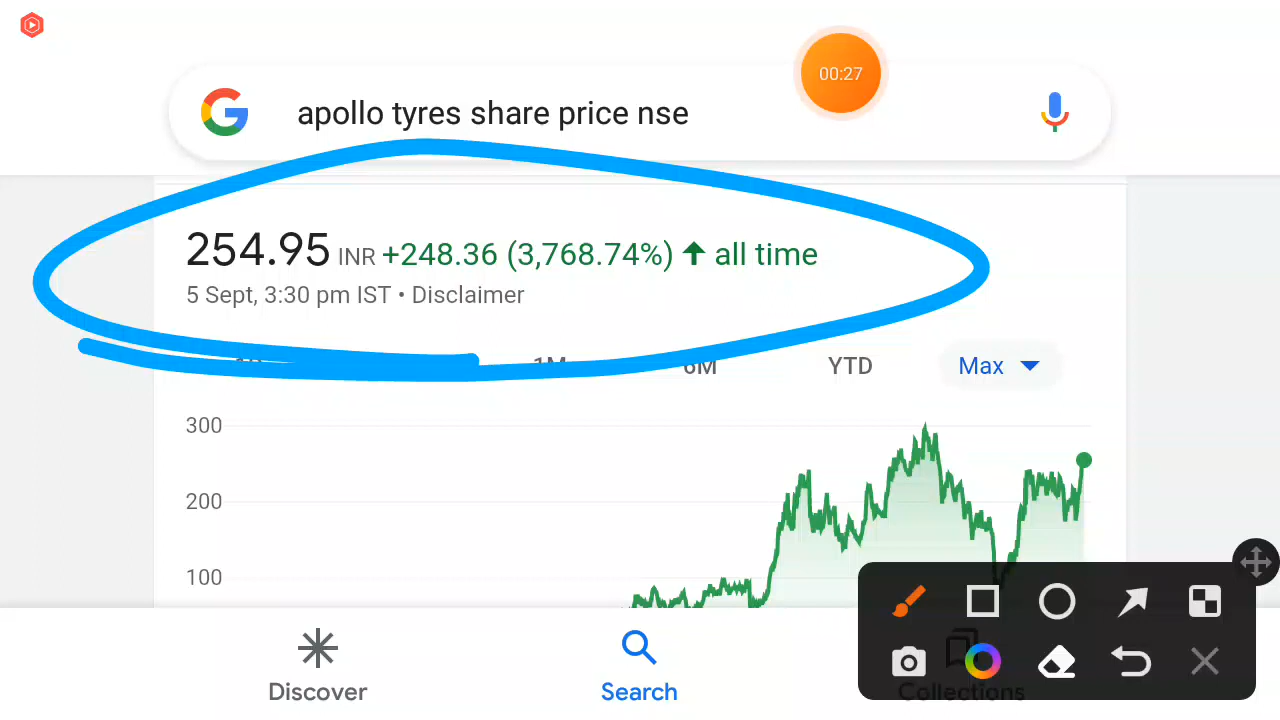 00:27
apollo tyres share price nse
254.95 INR +248.36 (3,768.74%) ↑ all time
5 Sept, 3:30 pm IST • Disclaimer
1M 6M YTD Max
300
200
100
Discover Search Collections